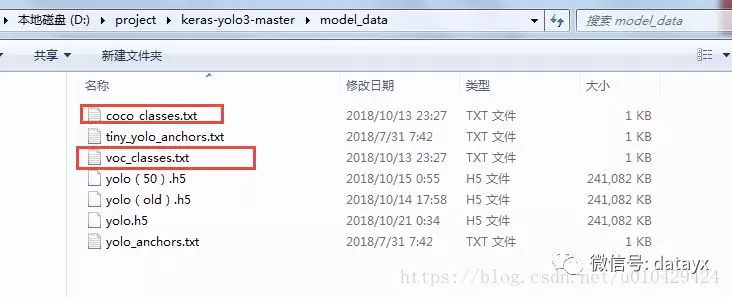 本地磁盘 (D:) ▸ project ▸ keras-yolo3-master ▸ model_data
搜索 model_data
共享 新建文件夹
名称 修改日期 类型 大小
coco_classes.txt 2018/10/13 23:27 TXT 文件 1 KB
tiny_yolo_anchors.txt 2018/7/31 7:42 TXT 文件 1 KB
voc_classes.txt 2018/10/13 23:27 TXT 文件 1 KB
yolo（50）.h5 2018/10/15 0:55 H5 文件 241,082 KB
yolo（old）.h5 2018/10/14 17:58 H5 文件 241,082 KB
yolo.h5 2018/10/21 0:34 H5 文件 241,082 KB
yolo_anchors.txt 2018/7/31 7:42 TXT 文件 1 KB
微信号: datayx
https://blog.csdn.net/u010429424